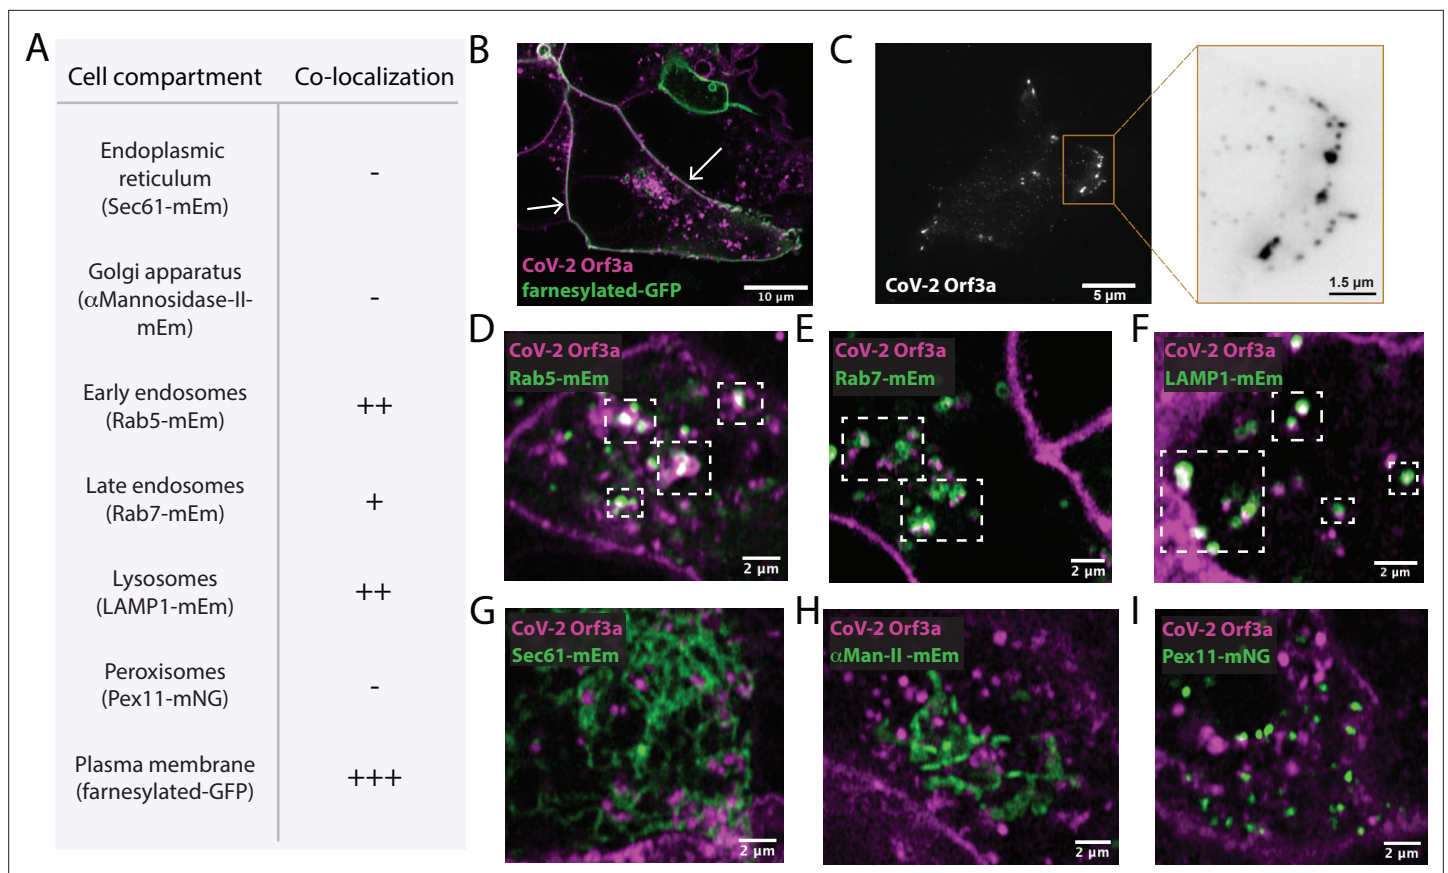 A
Cell compartment
Co-localization
Endoplasmic
reticulum
(Sec61-mEm)
-
Golgi apparatus
(αMannosidase-II-
mEm)
-
Early endosomes
(Rab5-mEm)
++
Late endosomes
(Rab7-mEm)
+
Lysosomes
(LAMP1-mEm)
++
Peroxisomes
(Pex11-mNG)
-
Plasma membrane
(farnesylated-GFP)
+++
B
CoV-2 Orf3a
farnesylated-GFP
10 µm
C
CoV-2 Orf3a
5 µm
1.5 µm
D
CoV-2 Orf3a
Rab5-mEm
2 µm
E
CoV-2 Orf3a
Rab7-mEm
2 µm
F
CoV-2 Orf3a
LAMP1-mEm
2 µm
G
CoV-2 Orf3a
Sec61-mEm
2 µm
H
CoV-2 Orf3a
αMan-II -mEm
2 µm
I
CoV-2 Orf3a
Pex11-mNG
2 µm